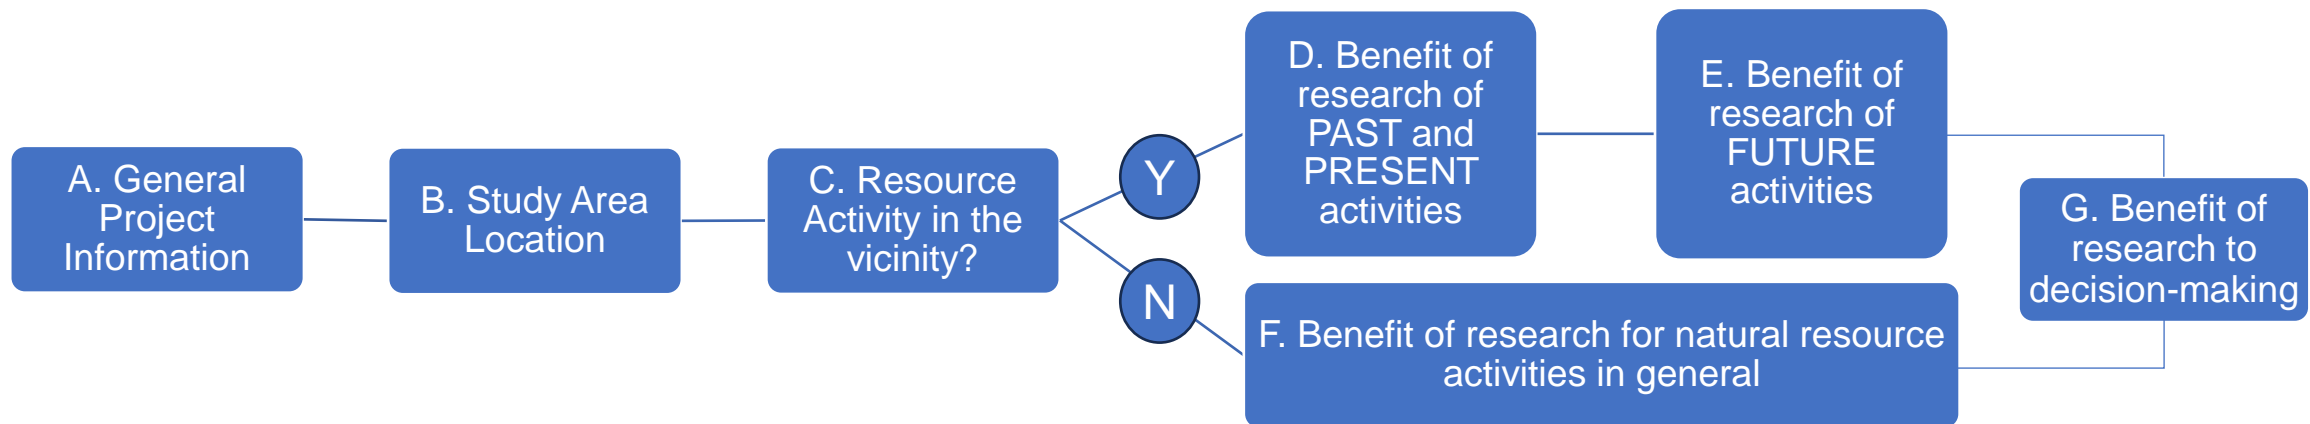 A. General
Project
Information
B. Study Area
Location
C. Resource
Activity in the
vicinity?
Y
N
D. Benefit of
research of
PAST and
PRESENT
activities
E. Benefit of
research of
FUTURE
activities
F. Benefit of research for natural resource
activities in general
G. Benefit of
research to
decision-making